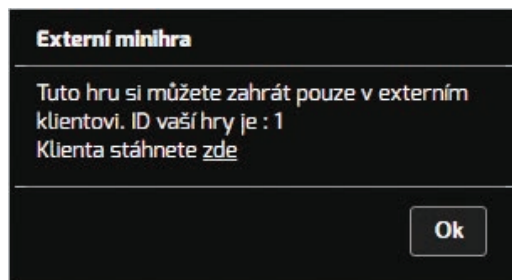 Externí minihra
Tuto hru si můžete zahrát pouze v externím
klientovi. ID vaší hry je : 1
Klienta stáhnete zde
Ok